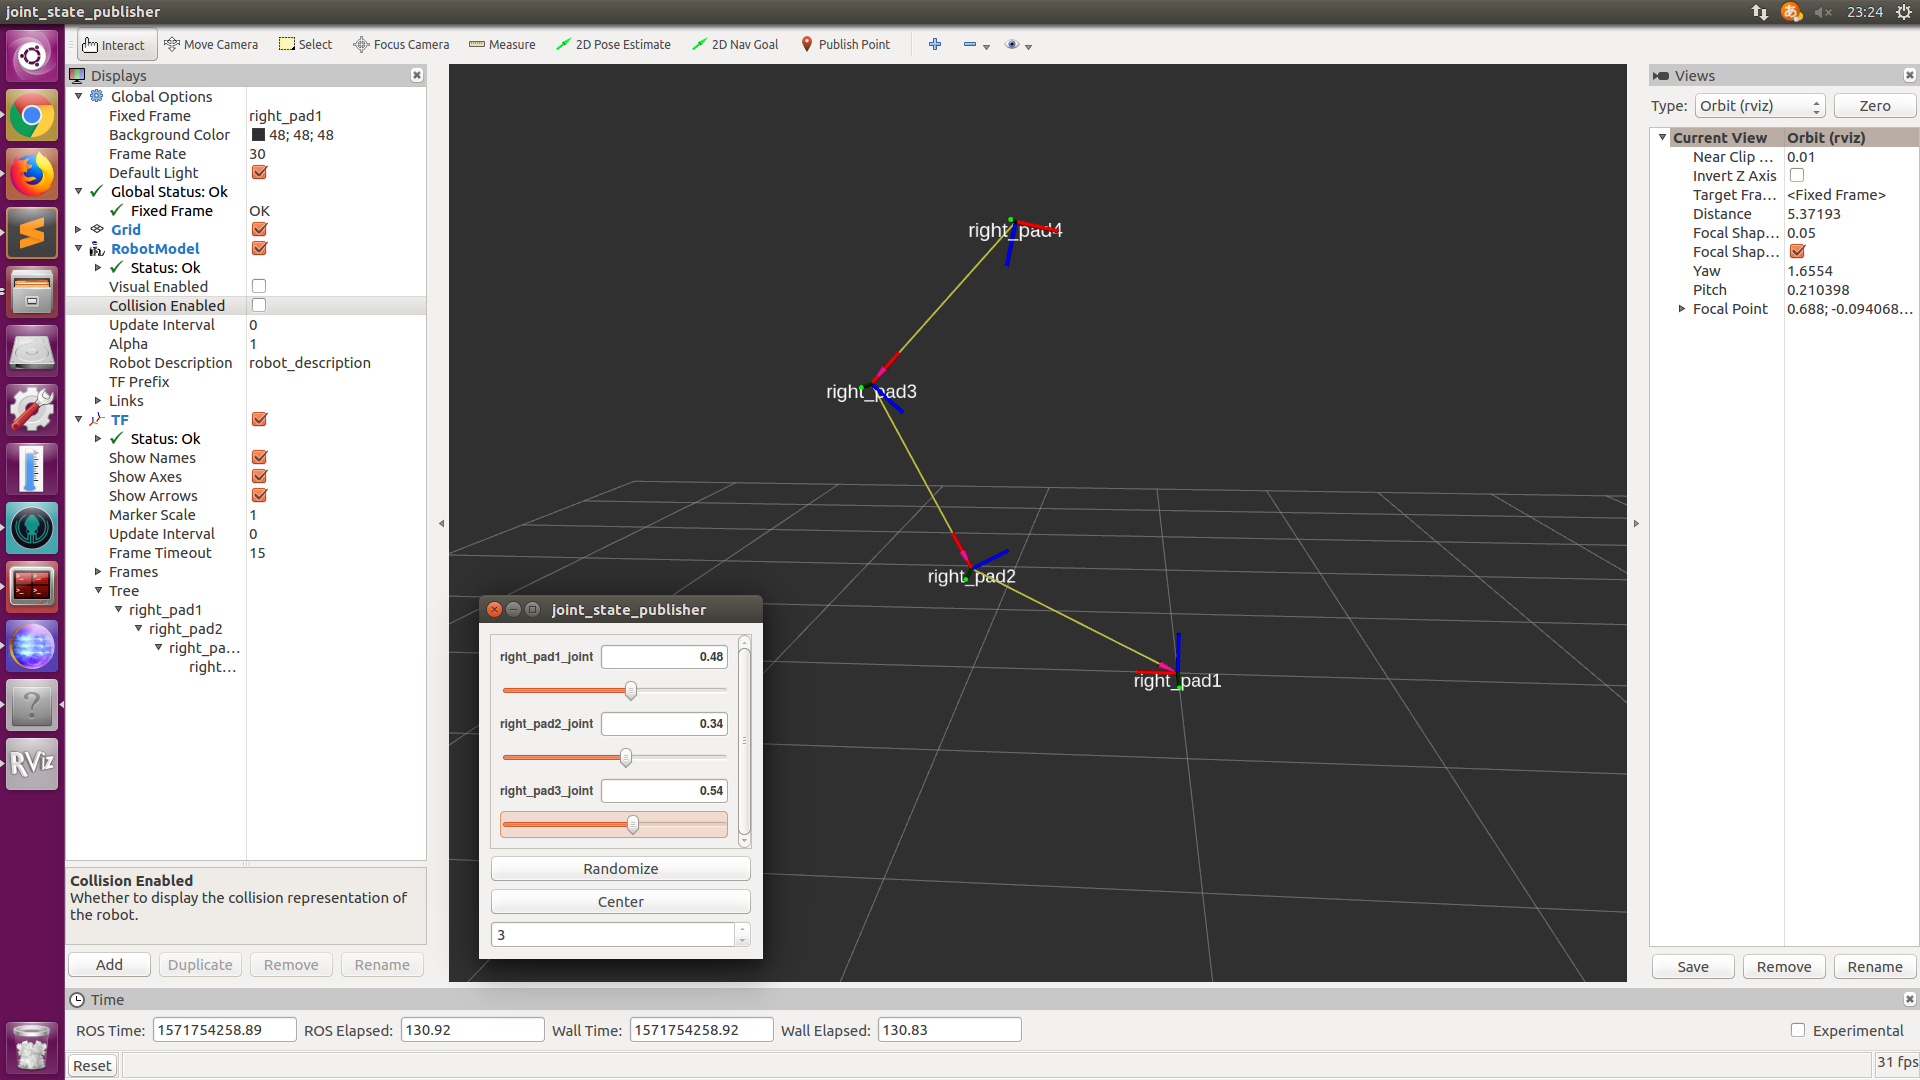 joint_state_publisher
23:24
Interact
Move Camera
Select
Focus Camera
Measure
2D Pose Estimate
2D Nav Goal
Publish Point
Displays
Global Options
Fixed Frame right_pad1
Background Color 48; 48; 48
Frame Rate 30
Default Light
Global Status: Ok
Fixed Frame OK
Grid
RobotModel
Status: Ok
Visual Enabled
Collision Enabled
Update Interval 0
Alpha 1
Robot Description robot_description
TF Prefix
Links
TF
Status: Ok
Show Names
Show Axes
Show Arrows
Marker Scale 1
Update Interval 0
Frame Timeout 15
Frames
Tree
right_pad1
right_pad2
right_pa...
right...
Collision Enabled
Whether to display the collision representation of
the robot.
Add
Duplicate
Remove
Rename
right_pad4
right_pad3
right_pad2
right_pad1
joint_state_publisher
right_pad1_joint 0.48
right_pad2_joint 0.34
right_pad3_joint 0.54
Randomize
Center
3
Views
Type: Orbit (rviz) Zero
Current View Orbit (rviz)
Near Clip ... 0.01
Invert Z Axis
Target Fra... <Fixed Frame>
Distance 5.37193
Focal Shap... 0.05
Focal Shap...
Yaw 1.6554
Pitch 0.210398
Focal Point 0.688; -0.094068...
Save
Remove
Rename
RViz
あ
?
Time
ROS Time: 1571754258.89 ROS Elapsed: 130.92 Wall Time: 1571754258.92 Wall Elapsed: 130.83 Experimental
Reset
31 fps